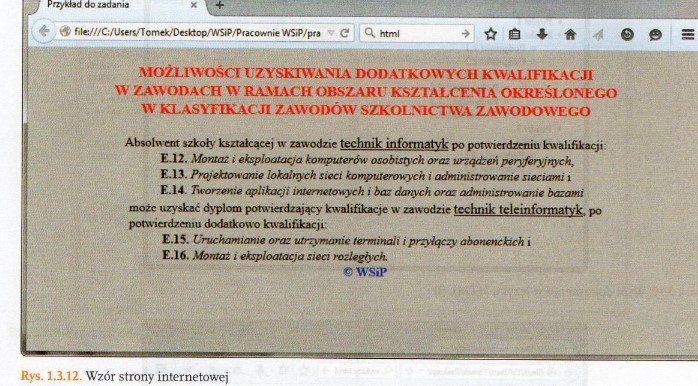 Przykład do zadania
file:///C:/Users/Tomek/Desktop/WSiP/Pracownie WSiP/pra
html
MOŻLIWOŚCI UZYSKIWANIA DODATKOWYCH KWALIFIKACJI
W ZAWODACH W RAMACH OBSZARU KSZTAŁCENIA OKREŚLONEGO
W KLASYFIKACJI ZAWODÓW SZKOLNICTWA ZAWODOWEGO
Absolwent szkoły kształcącej w zawodzie technik informatyk po potwierdzeniu kwalifikacji:
E.12. Montaż i eksploatacja komputerów osobistych oraz urządzeń peryferyjnych,
E.13. Projektowanie lokalnych sieci komputerowych i administrowanie sieciami i
E.14. Tworzenie aplikacji internetowych i baz danych oraz administrowanie bazami
może uzyskać dyplom potwierdzający kwalifikacje w zawodzie technik teleinformatyk, po
potwierdzeniu dodatkowo kwalifikacji:
E.15. Uruchamianie oraz utrzymanie terminali i przyłączy abonenckich i
E.16. Montaż i eksploatacja sieci rozległych.
© WSiP
Rys. 1.3.12. Wzór strony internetowej